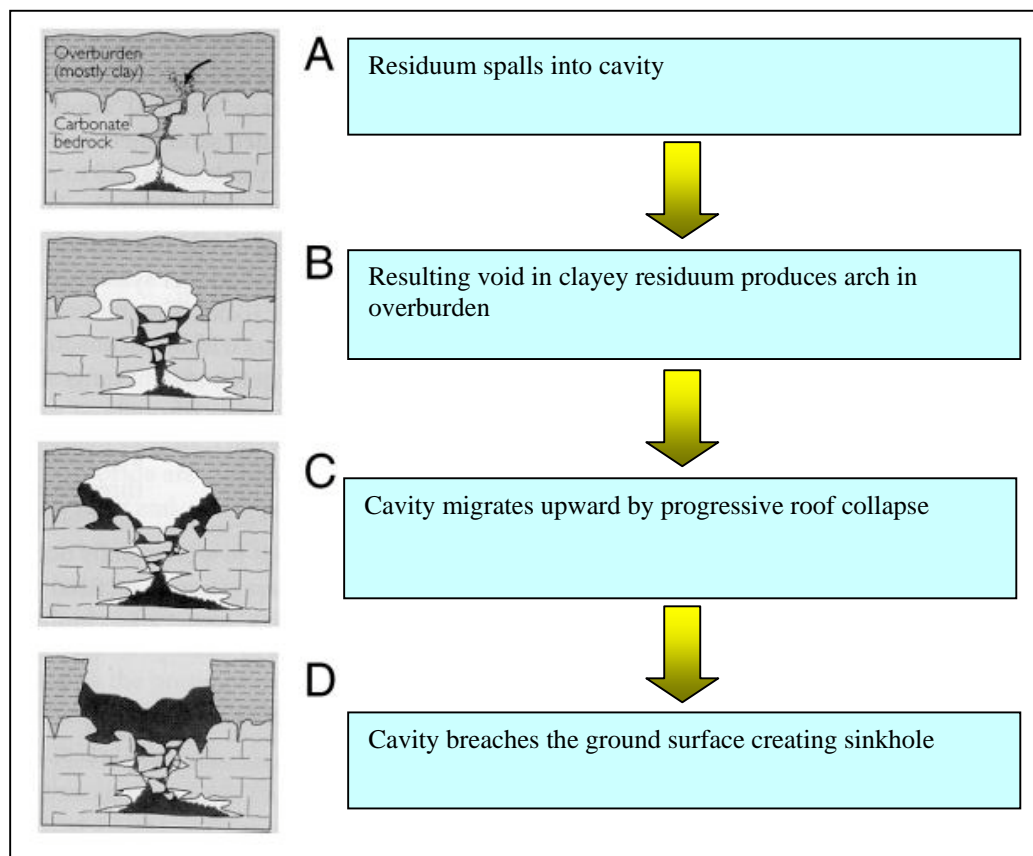 Overburden
(mostly clay)
Carbonate
bedrock
A
Residuum spalls into cavity
B
Resulting void in clayey residuum produces arch in
overburden
C
Cavity migrates upward by progressive roof collapse
D
Cavity breaches the ground surface creating sinkhole